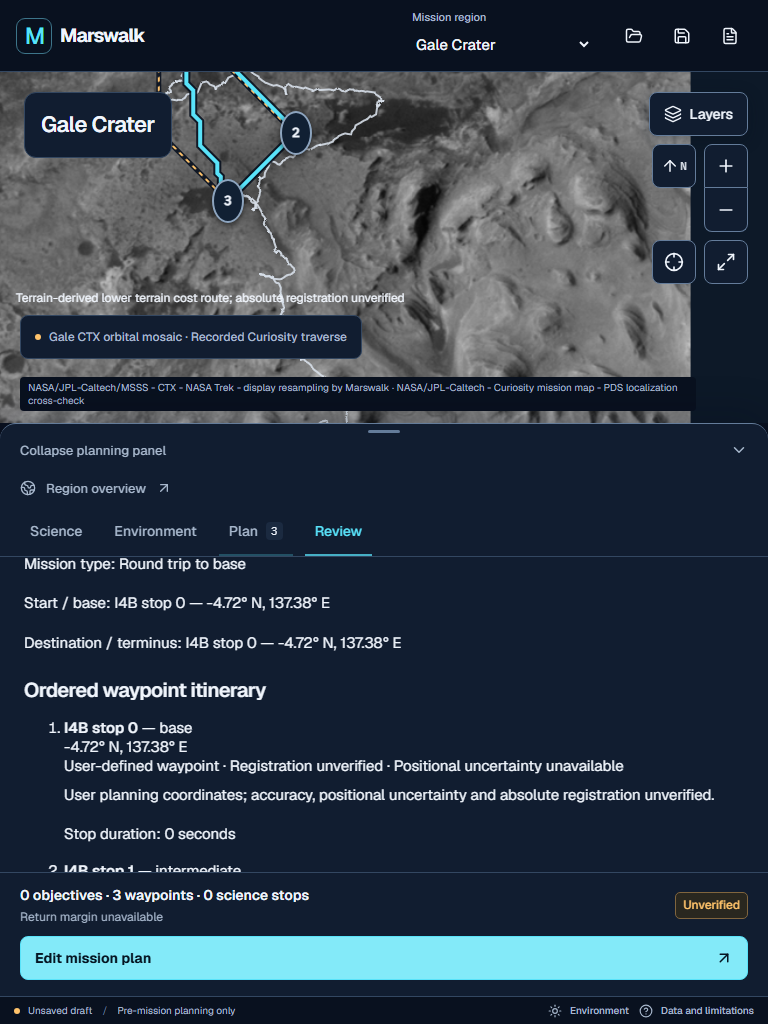 M Marswalk
Mission region
Gale Crater
Gale Crater
Layers
N
2
3
Terrain-derived lower terrain cost route; absolute registration unverified
Gale CTX orbital mosaic · Recorded Curiosity traverse
NASA/JPL-Caltech/MSSS - CTX - NASA Trek - display resampling by Marswalk · NASA/JPL-Caltech - Curiosity mission map - PDS localization
cross-check
Collapse planning panel
Region overview
Science Environment Plan 3 Review
Mission type: Round trip to base
Start / base: I4B stop 0 — -4.72° N, 137.38° E
Destination / terminus: I4B stop 0 — -4.72° N, 137.38° E
Ordered waypoint itinerary
1. I4B stop 0 — base
-4.72° N, 137.38° E
User-defined waypoint · Registration unverified · Positional uncertainty unavailable
User planning coordinates; accuracy, positional uncertainty and absolute registration unverified.
Stop duration: 0 seconds
2. I4B stop 1 — intermediate
0 objectives · 3 waypoints · 0 science stops
Return margin unavailable
Unverified
Edit mission plan
Unsaved draft / Pre-mission planning only
Environment Data and limitations